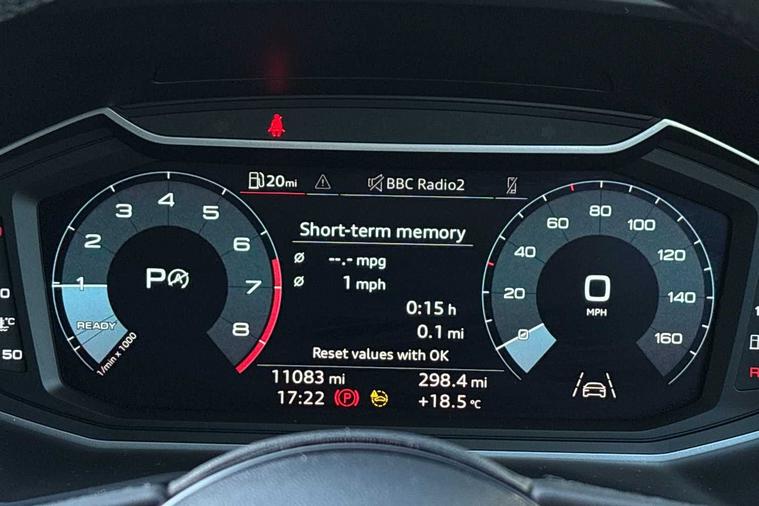 20mi
BBC Radio2
Short-term memory
ø --.- mpg
ø 1 mph
0:15 h
0.1 mi
Reset values with OK
11083 mi
298.4 mi
17:22
(P)
+18.5 °C
1
2
3
4
5
6
7
8
P
A
READY
1/min x 1000
0
20
40
60
80
100
120
140
160
0
MPH
°C
50
R